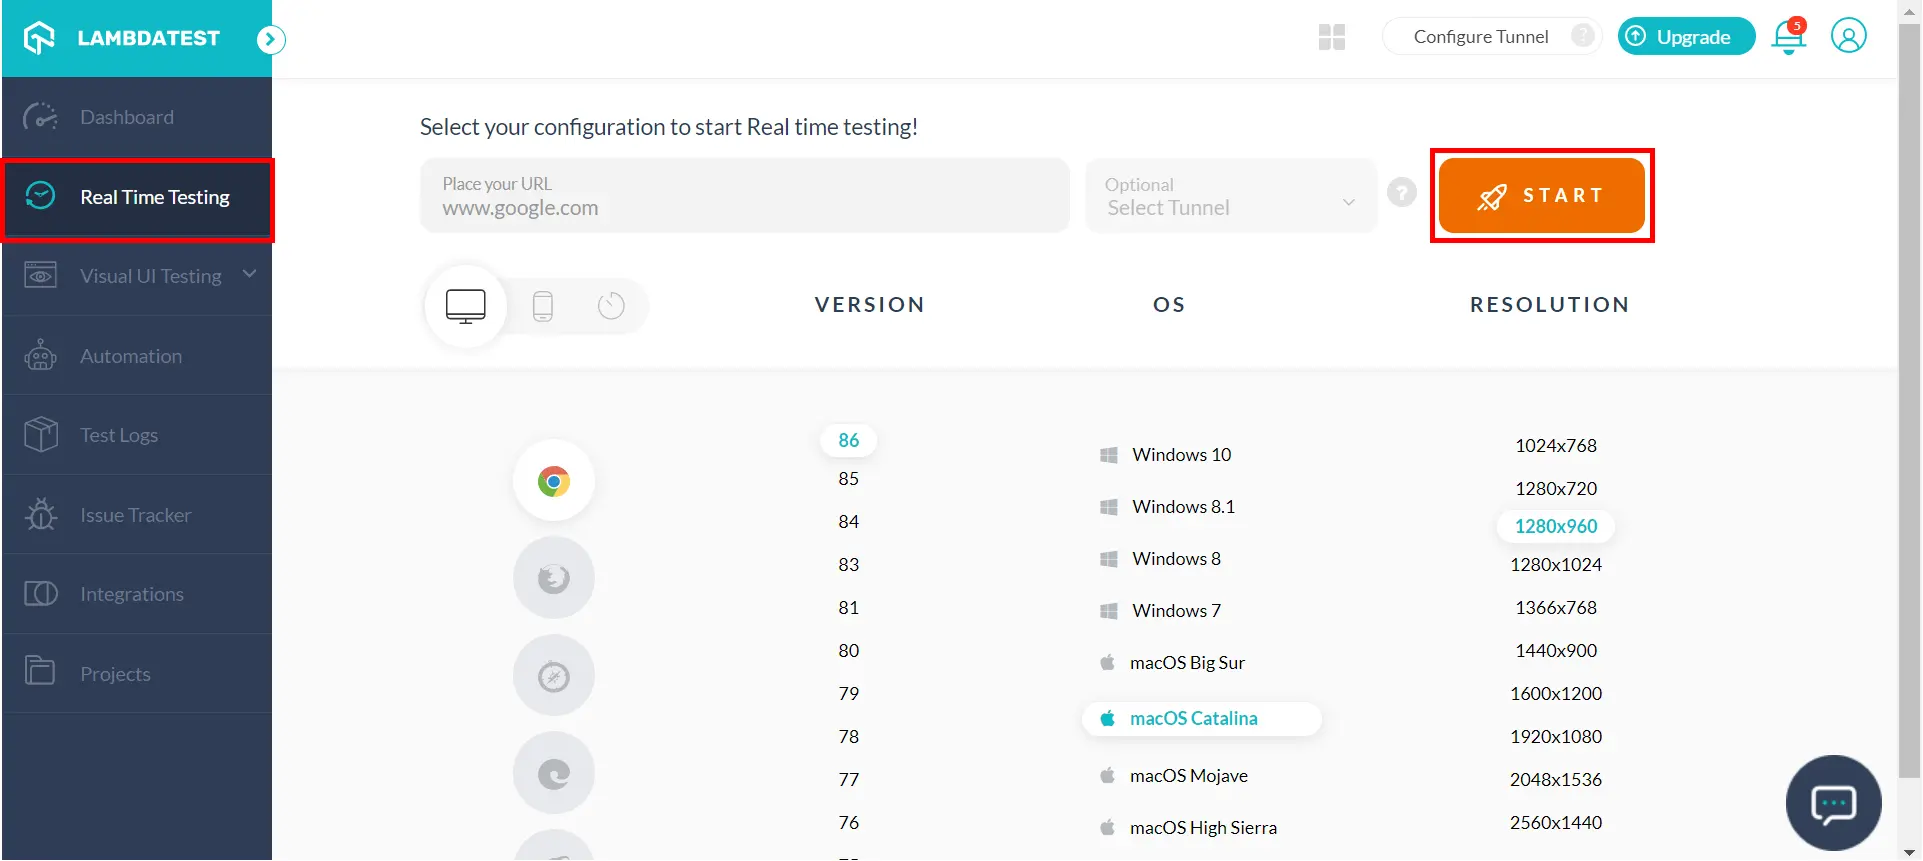 LAMBDATEST
Configure Tunnel ?
Upgrade
5
Dashboard
Real Time Testing
Visual UI Testing
Automation
Test Logs
Issue Tracker
Integrations
Projects
Select your configuration to start Real time testing!
Place your URL
www.google.com
Optional
Select Tunnel
?
START
VERSION
OS
RESOLUTION
86
85
84
83
81
80
79
78
77
76
Windows 10
Windows 8.1
Windows 8
Windows 7
macOS Big Sur
macOS Catalina
macOS Mojave
macOS High Sierra
1024x768
1280x720
1280x960
1280x1024
1366x768
1440x900
1600x1200
1920x1080
2048x1536
2560x1440